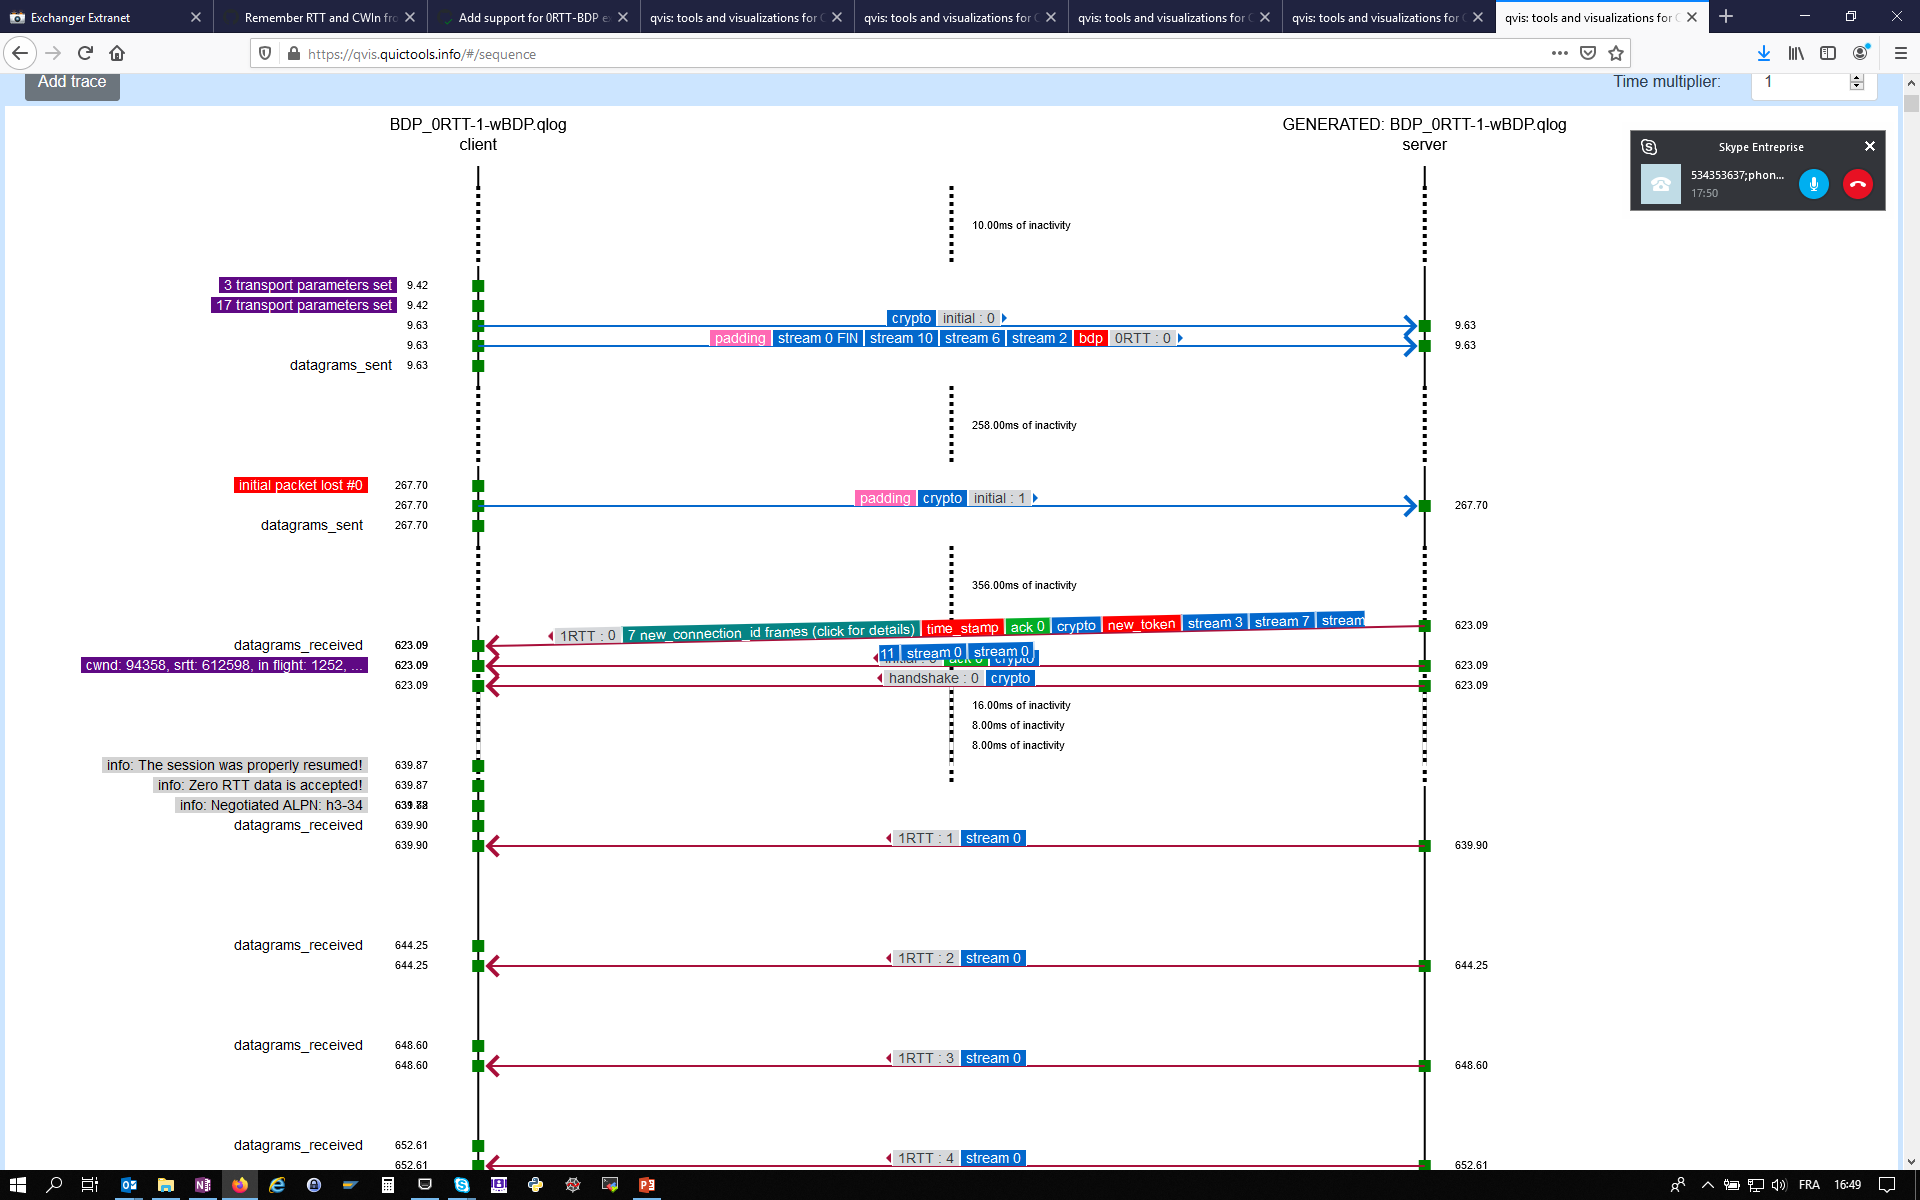 Exchanger Extranet
Remember RTT and CWIn fro
Add support for 0RTT-BDP e
qvis: tools and visualizations for
qvis: tools and visualizations for
qvis: tools and visualizations for
qvis: tools and visualizations for
qvis: tools and visualizations for
https://qvis.quictools.info/#/sequence
Add trace
Time multiplier:
1
BDP_0RTT-1-wBDP.qlog
client
GENERATED: BDP_0RTT-1-wBDP.qlog
server
Skype Entreprise
534353637;phon...
17:50
10.00ms of inactivity
3 transport parameters set 9.42
17 transport parameters set 9.42
9.63 crypto initial : 0 9.63
9.63 padding stream 0 FIN stream 10 stream 6 stream 2 bdp 0RTT : 0 9.63
datagrams_sent 9.63
258.00ms of inactivity
initial packet lost #0 267.70
267.70 padding crypto initial : 1 267.70
datagrams_sent 267.70
356.00ms of inactivity
1RTT : 0 7 new_connection_id frames (click for details) time_stamp ack 0 crypto new_token stream 3 stream 7 stream 623.09
datagrams_received 623.09
11 stream 0 stream 0
cwnd: 94358, srtt: 612598, in flight: 1252, ... 623.09 initial : 0 ack 0 crypto 623.09
623.09 handshake : 0 crypto 623.09
16.00ms of inactivity
8.00ms of inactivity
8.00ms of inactivity
info: The session was properly resumed! 639.87
info: Zero RTT data is accepted! 639.87
info: Negotiated ALPN: h3-34
datagrams_received 639.90
639.90 1RTT : 1 stream 0 639.90
datagrams_received 644.25
644.25 1RTT : 2 stream 0 644.25
datagrams_received 648.60
648.60 1RTT : 3 stream 0 648.60
datagrams_received 652.61
652.61 1RTT : 4 stream 0 652.61
FRA 16:49